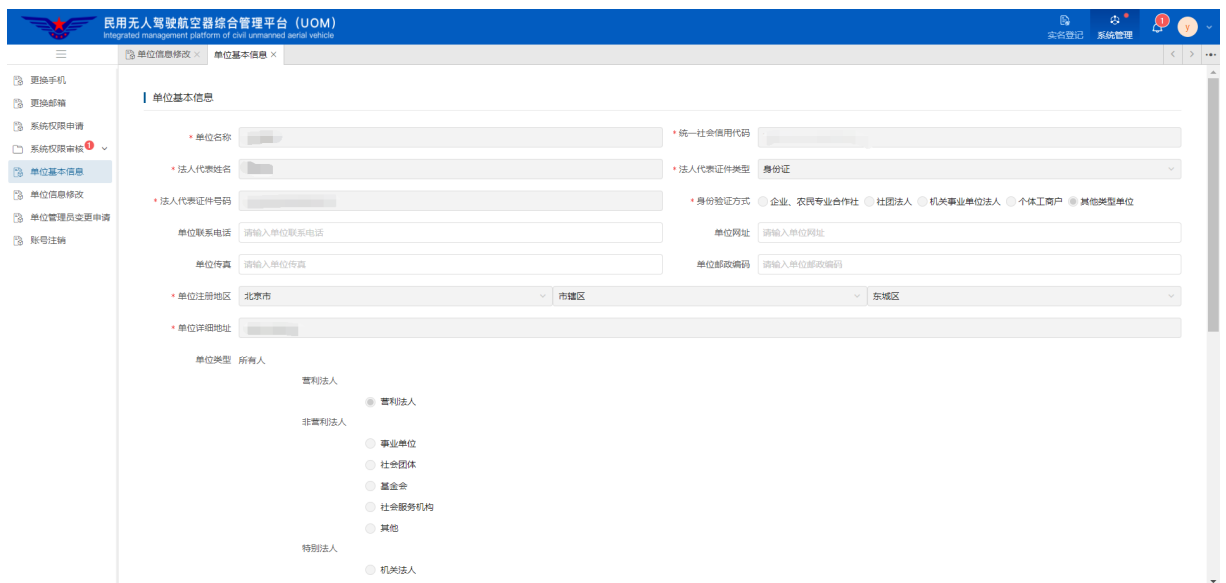 民用无人驾驶航空器综合管理平台（UOM）
Integrated management platform of civil unmanned aerial vehicle
实名登记 系统管理 1 y
单位信息修改 × 单位基本信息 ×
更换手机
更换邮箱
系统权限申请
系统权限审核 1
单位基本信息
单位信息修改
单位管理员变更申请
账号注销
单位基本信息
* 单位名称 * 统一社会信用代码
* 法人代表姓名 * 法人代表证件类型 身份证
* 法人代表证件号码 * 身份验证方式 企业、农民专业合作社 社团法人 机关事业单位法人 个体工商户 其他类型单位
单位联系电话 请输入单位联系电话 单位网址 请输入单位网址
单位传真 请输入单位传真 单位邮政编码 请输入单位邮政编码
* 单位注册地区 北京市 市辖区 东城区
* 单位详细地址
单位类型 所有人
营利法人
营利法人
非营利法人
事业单位
社会团体
基金会
社会服务机构
其他
特别法人
机关法人